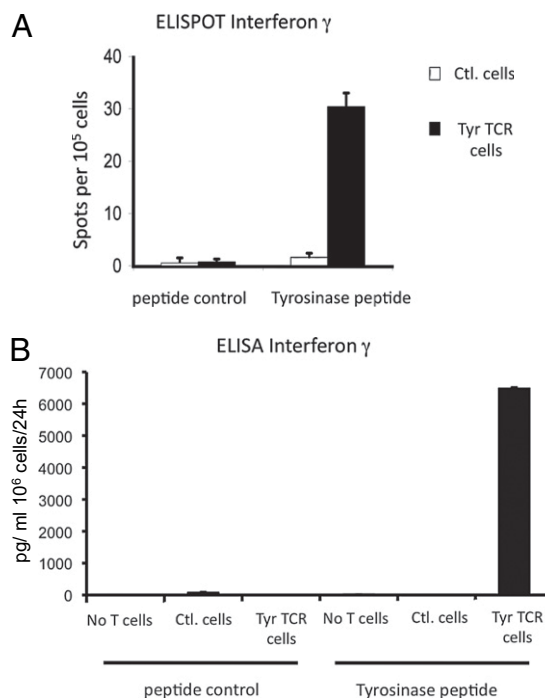 A
ELISPOT Interferon γ
Spots per 10⁵ cells
40
30
20
10
0
peptide control
Tyrosinase peptide
Ctl. cells
Tyr TCR
cells
B
ELISA Interferon γ
pg/ ml 10⁶ cells/24h
7000
6000
5000
4000
3000
2000
1000
0
No T cells
Ctl. cells
Tyr TCR
cells
No T cells
Ctl. cells
Tyr TCR
cells
peptide control
Tyrosinase peptide